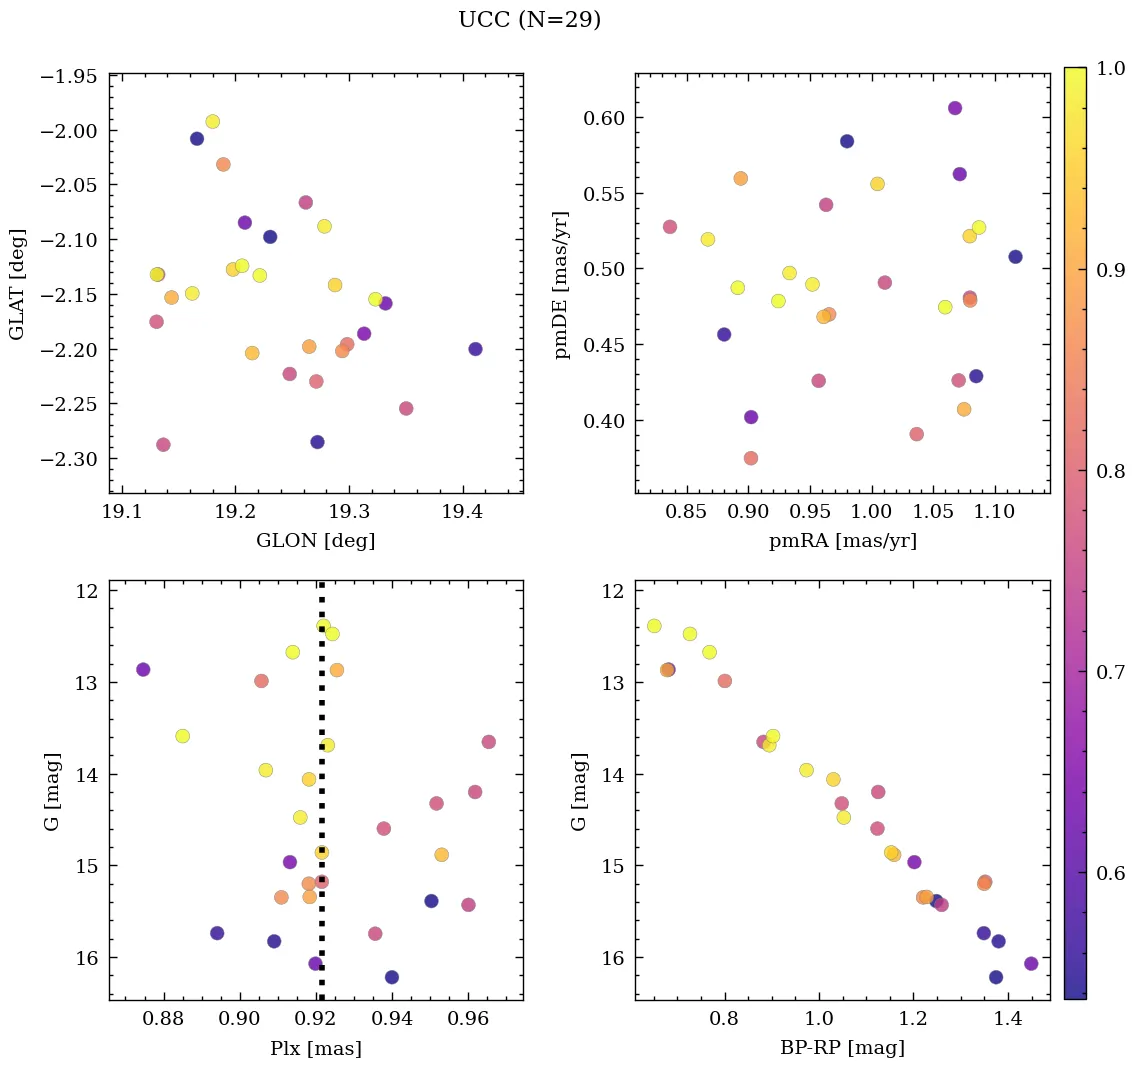 UCC (N=29)
−1.95
−2.00
−2.05
−2.10
−2.15
−2.20
−2.25
−2.30
GLAT [deg]
19.1 19.2 19.3 19.4
GLON [deg]
0.60
0.55
0.50
0.45
0.40
pmDE [mas/yr]
0.85 0.90 0.95 1.00 1.05 1.10
pmRA [mas/yr]
12
13
14
15
16
G [mag]
0.88 0.90 0.92 0.94 0.96
Plx [mas]
12
13
14
15
16
G [mag]
0.8 1.0 1.2 1.4
BP-RP [mag]
1.0
0.9
0.8
0.7
0.6